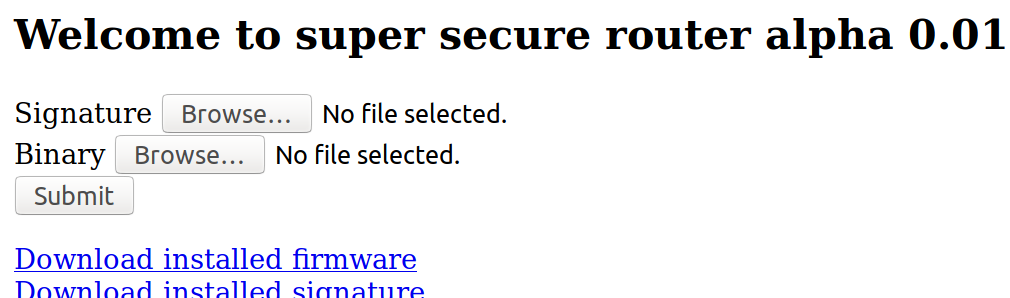 Welcome to super secure router alpha 0.01
Signature Browse... No file selected.
Binary Browse... No file selected.
Submit
Download installed firmware
Download installed signature